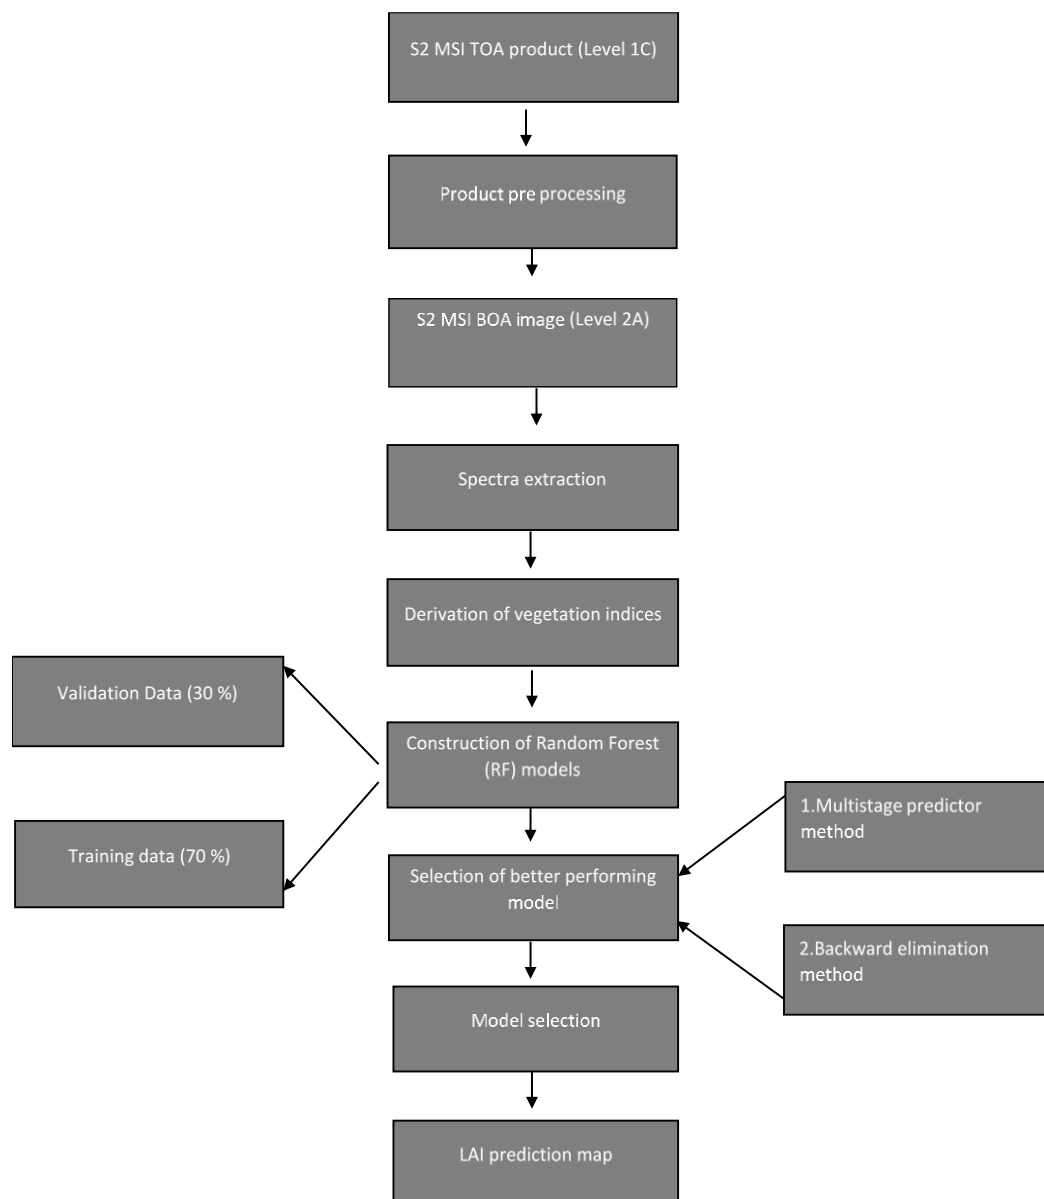 S2 MSI TOA product (Level 1C)
Product pre processing
S2 MSI BOA image (Level 2A)
Spectra extraction
Derivation of vegetation indices
Validation Data (30 %)
Construction of Random Forest
(RF) models
Training data (70 %)
1.Multistage predictor
method
Selection of better performing
model
2.Backward elimination
method
Model selection
LAI prediction map